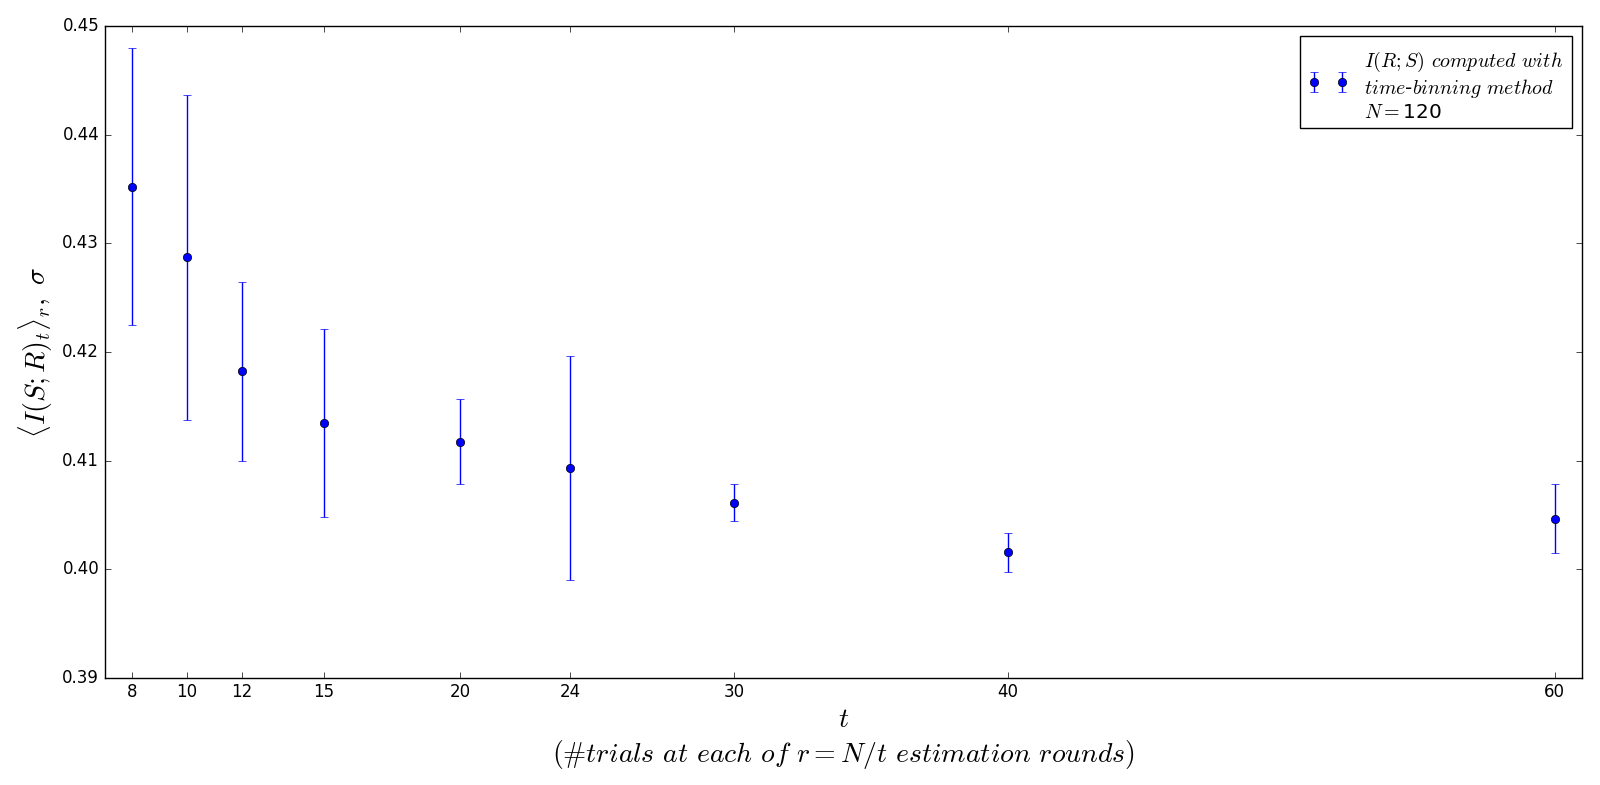 0.45
0.44
0.43
0.42
0.41
0.40
0.39
⟨I(S;R)_t⟩_r, σ
I(R;S) computed with
time-binning method
N = 120
8 10 12 15 20 24 30 40 60
t
(#trials at each of r = N/t estimation rounds)